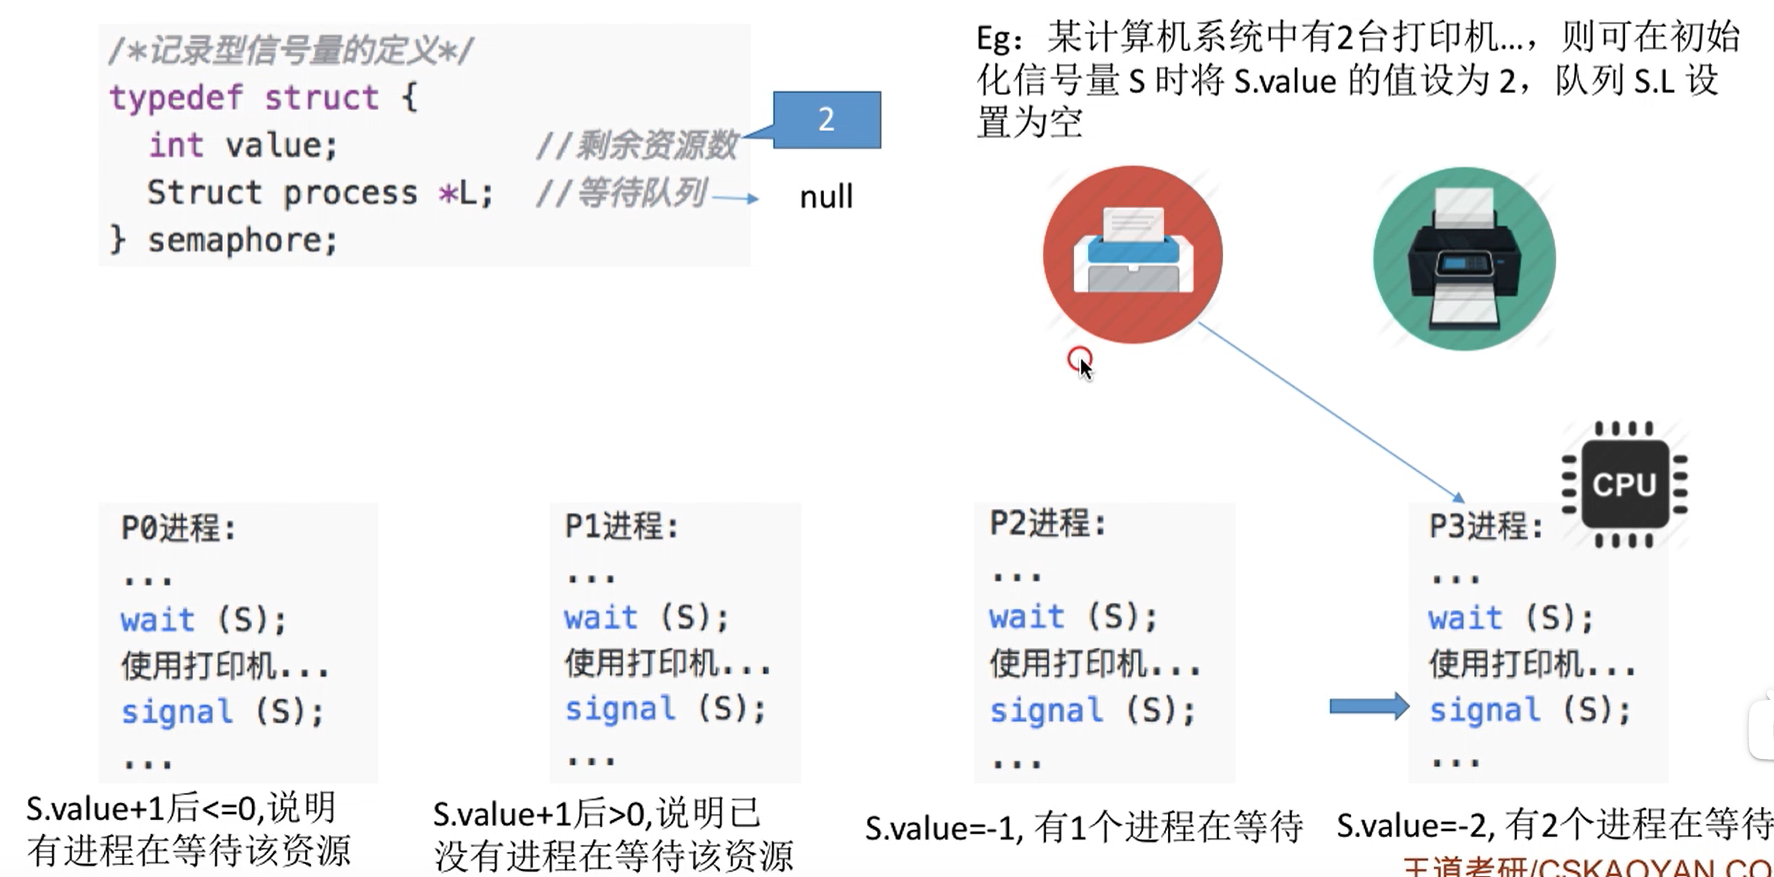 /*记录型信号量的定义*/
typedef struct {
int value; //剩余资源数
Struct process *L; //等待队列
} semaphore;
2
null
Eg：某计算机系统中有2台打印机...，则可在初始
化信号量 S 时将 S.value 的值设为 2，队列 S.L 设
置为空
CPU
P0进程:
...
wait (S);
使用打印机...
signal (S);
...
S.value+1后<=0,说明
有进程在等待该资源
P1进程:
...
wait (S);
使用打印机...
signal (S);
...
S.value+1后>0,说明已
没有进程在等待该资源
P2进程:
...
wait (S);
使用打印机...
signal (S);
...
S.value=-1, 有1个进程在等待
P3进程:
...
wait (S);
使用打印机...
signal (S);
...
S.value=-2, 有2个进程在等待
王道考研/CSKAOYAN.CO